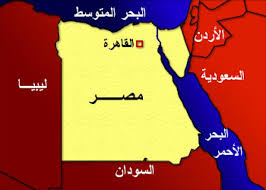 البحر المتوسط
الأردن
القاهرة
السعودية
ليبيا
مصر
البحر
الأحمر
السودان